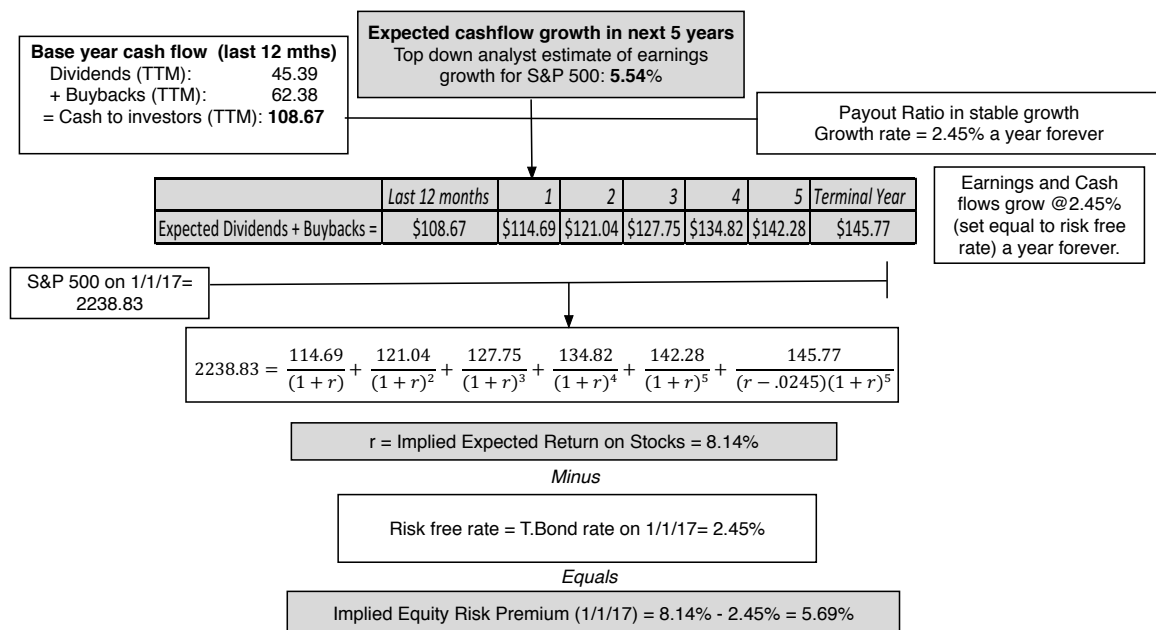 Base year cash flow (last 12 mths)
Dividends (TTM): 45.39
+ Buybacks (TTM): 62.38
= Cash to investors (TTM): 108.67
Expected cashflow growth in next 5 years
Top down analyst estimate of earnings
growth for S&P 500: 5.54%
Payout Ratio in stable growth
Growth rate = 2.45% a year forever
Last 12 months 1 2 3 4 5 Terminal Year
Expected Dividends + Buybacks = $108.67 $114.69 $121.04 $127.75 $134.82 $142.28 $145.77
Earnings and Cash
flows grow @2.45%
(set equal to risk free
rate) a year forever.
S&P 500 on 1/1/17=
2238.83
2238.83 = 114.69/(1 + r) + 121.04/(1 + r)² + 127.75/(1 + r)³ + 134.82/(1 + r)⁴ + 142.28/(1 + r)⁵ + 145.77/(r − .0245)(1 + r)⁵
r = Implied Expected Return on Stocks = 8.14%
Minus
Risk free rate = T.Bond rate on 1/1/17= 2.45%
Equals
Implied Equity Risk Premium (1/1/17) = 8.14% - 2.45% = 5.69%